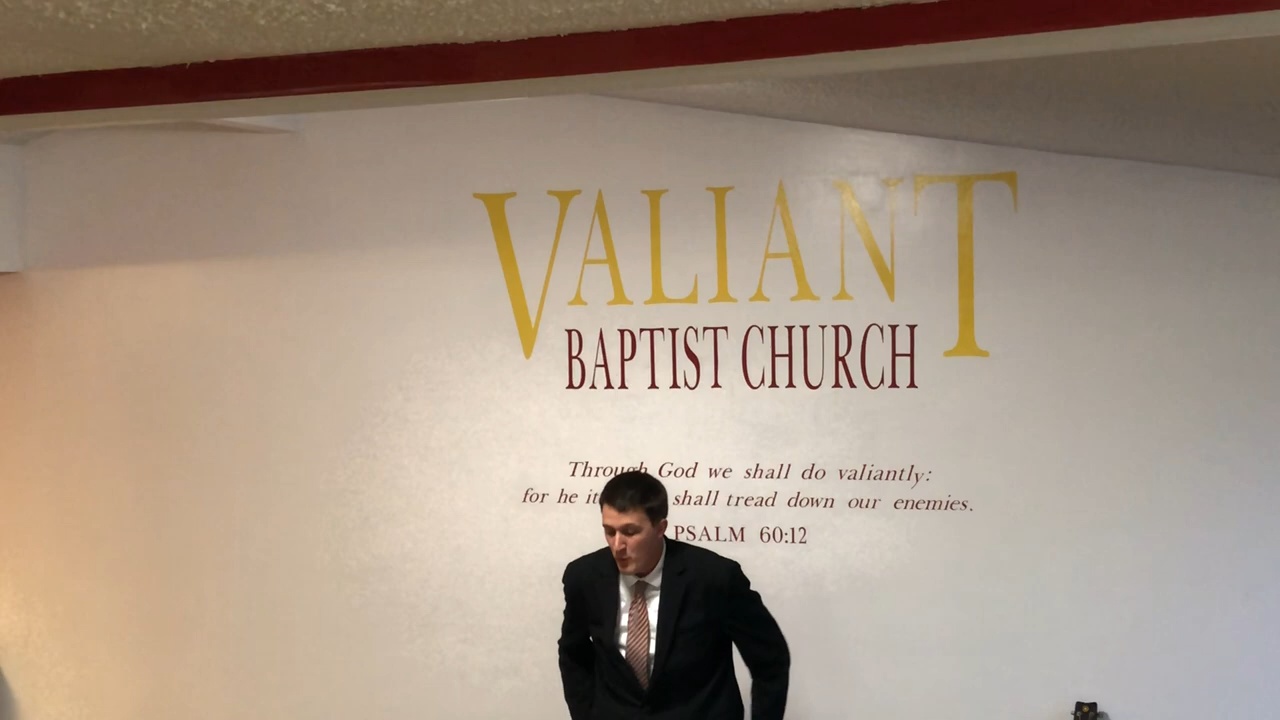 VALIANT
BAPTIST CHURCH
Through God we shall do valiantly:
for he it shall tread down our enemies.
PSALM 60:12